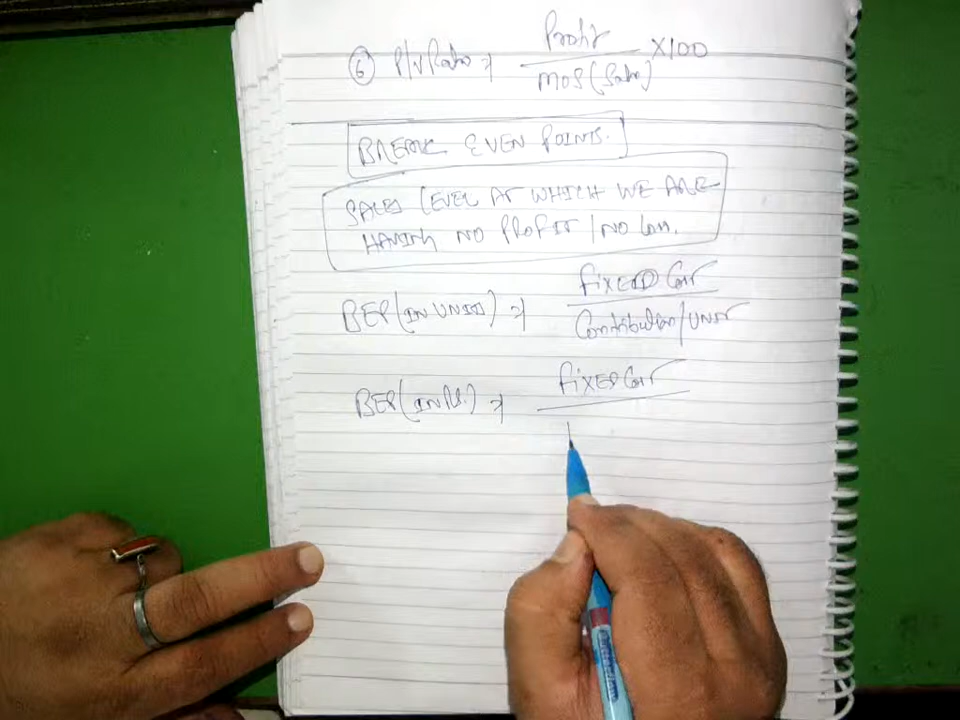 ⑥ P/V Ratio ⇒ Profit / MOS (Sales) × 100
BREAK EVEN POINTS.
SALES LEVEL AT WHICH WE ARE
HAVING NO PROFIT / NO Loss.
BEP (IN UNITS) ⇒ FIXED Cost / Contribution/UNIT
BEP (IN ) ⇒ FIXED Cost